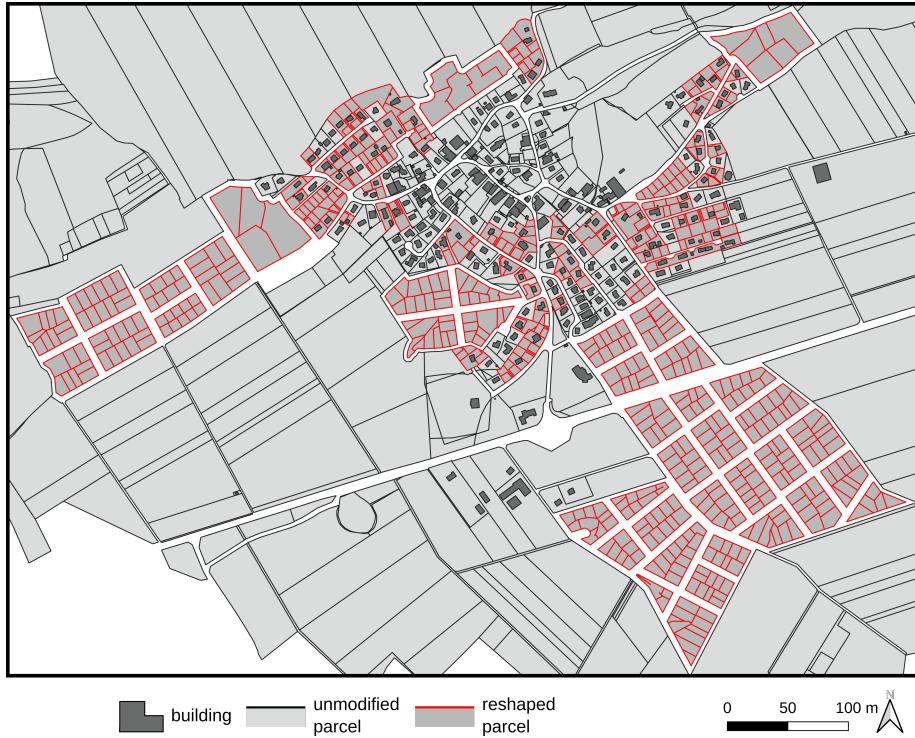 building
unmodified
parcel
reshaped
parcel
0 50 100 m
N